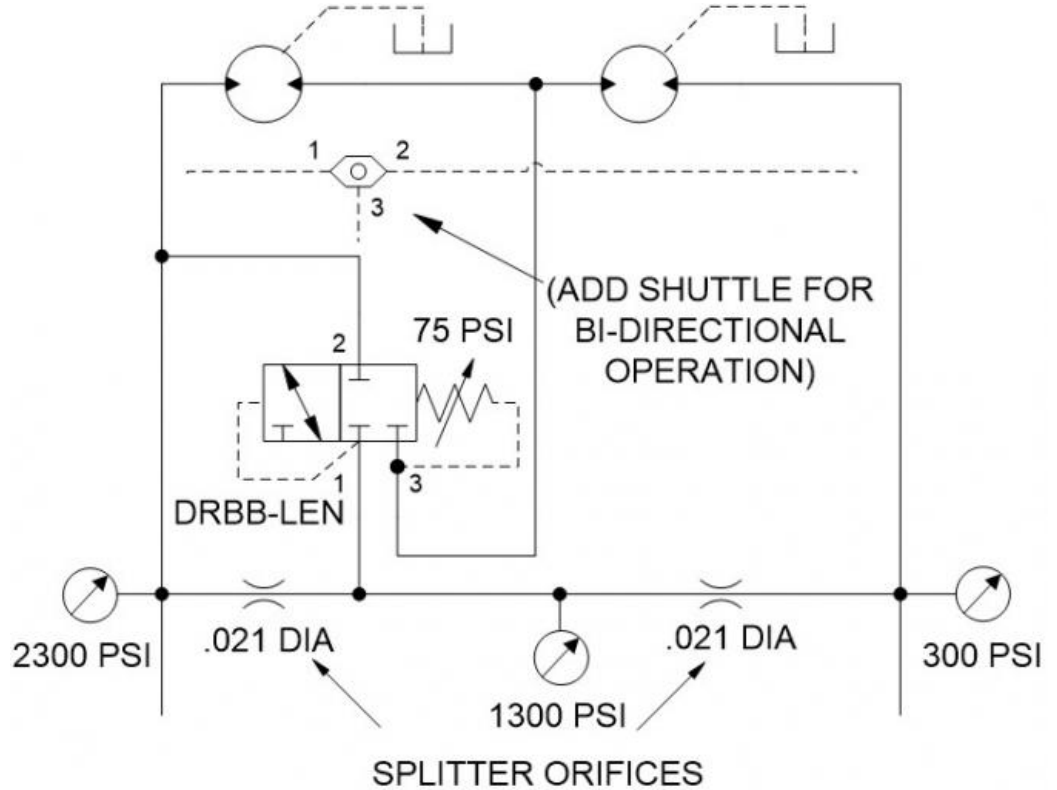 1
2
3
(ADD SHUTTLE FOR
BI-DIRECTIONAL
OPERATION)
75 PSI
2
1
3
DRBB-LEN
2300 PSI
.021 DIA
1300 PSI
.021 DIA
300 PSI
SPLITTER ORIFICES